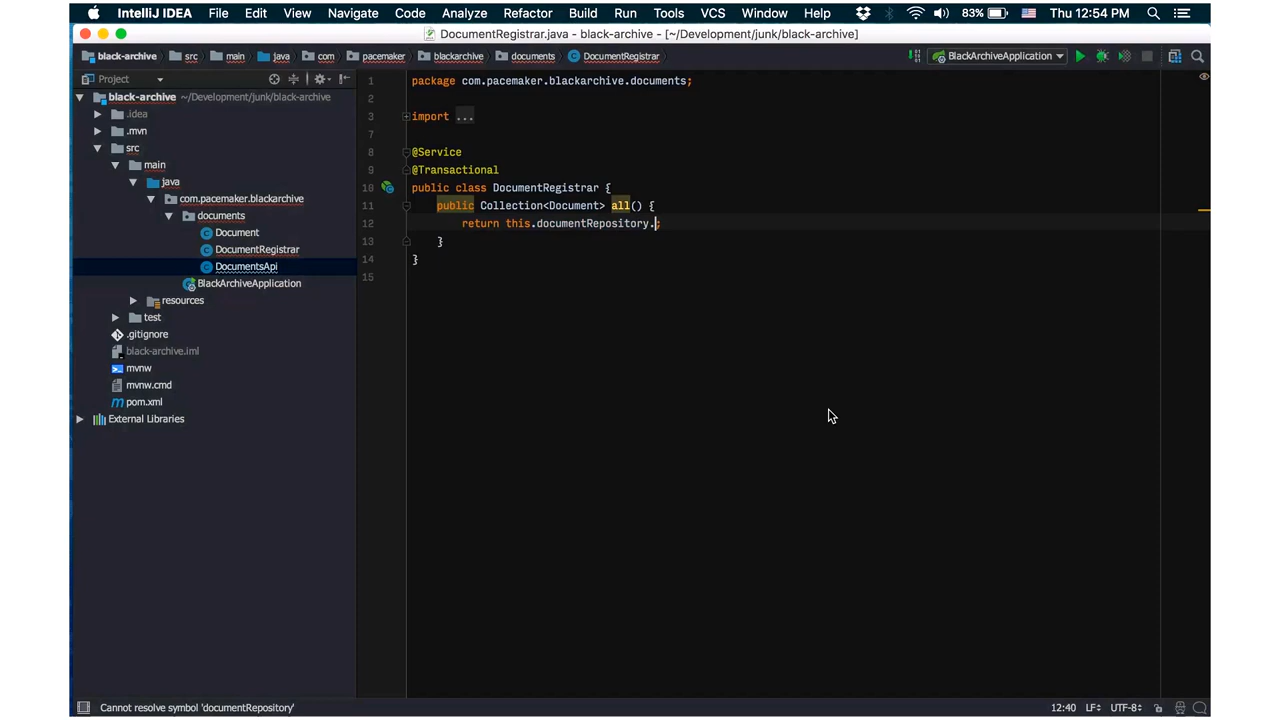 IntelliJ IDEA File Edit View Navigate Code Analyze Refactor Build Run Tools VCS Window Help 83% Thu 12:54 PM
DocumentRegistrar.java - black-archive - [~/Development/junk/black-archive]
black-archive src main java com pacemaker blackarchive documents DocumentRegistrar BlackArchiveApplication
Project
black-archive ~/Development/junk/black-archive
.idea
.mvn
src
main
java
com.pacemaker.blackarchive
documents
Document
DocumentRegistrar
DocumentsApi
BlackArchiveApplication
resources
test
.gitignore
black-archive.iml
mvnw
mvnw.cmd
pom.xml
External Libraries
1 package com.pacemaker.blackarchive.documents;
2
3 import ...
7
8 @Service
9 @Transactional
10 public class DocumentRegistrar {
11 public Collection<Document> all() {
12 return this.documentRepository.;
13 }
14 }
15
Cannot resolve symbol 'documentRepository' 12:40 LF UTF-8